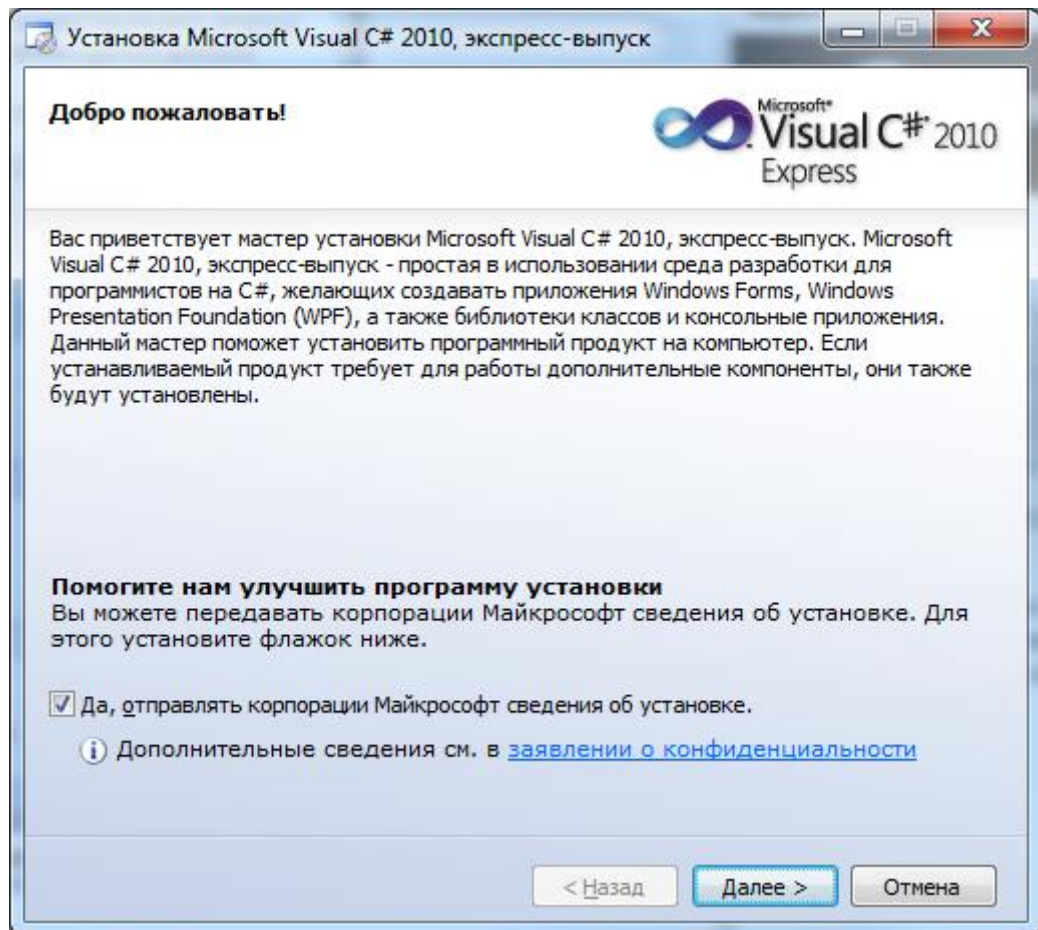 Установка Microsoft Visual C# 2010, экспресс-выпуск
Добро пожаловать!
Microsoft®
Visual C#® 2010
Express
Вас приветствует мастер установки Microsoft Visual C# 2010, экспресс-выпуск. Microsoft
Visual C# 2010, экспресс-выпуск - простая в использовании среда разработки для
программистов на C#, желающих создавать приложения Windows Forms, Windows
Presentation Foundation (WPF), а также библиотеки классов и консольные приложения.
Данный мастер поможет установить программный продукт на компьютер. Если
устанавливаемый продукт требует для работы дополнительные компоненты, они также
будут установлены.
Помогите нам улучшить программу установки
Вы можете передавать корпорации Майкрософт сведения об установке. Для
этого установите флажок ниже.
Да, отправлять корпорации Майкрософт сведения об установке.
Дополнительные сведения см. в заявлении о конфиденциальности
< Назад
Далее >
Отмена